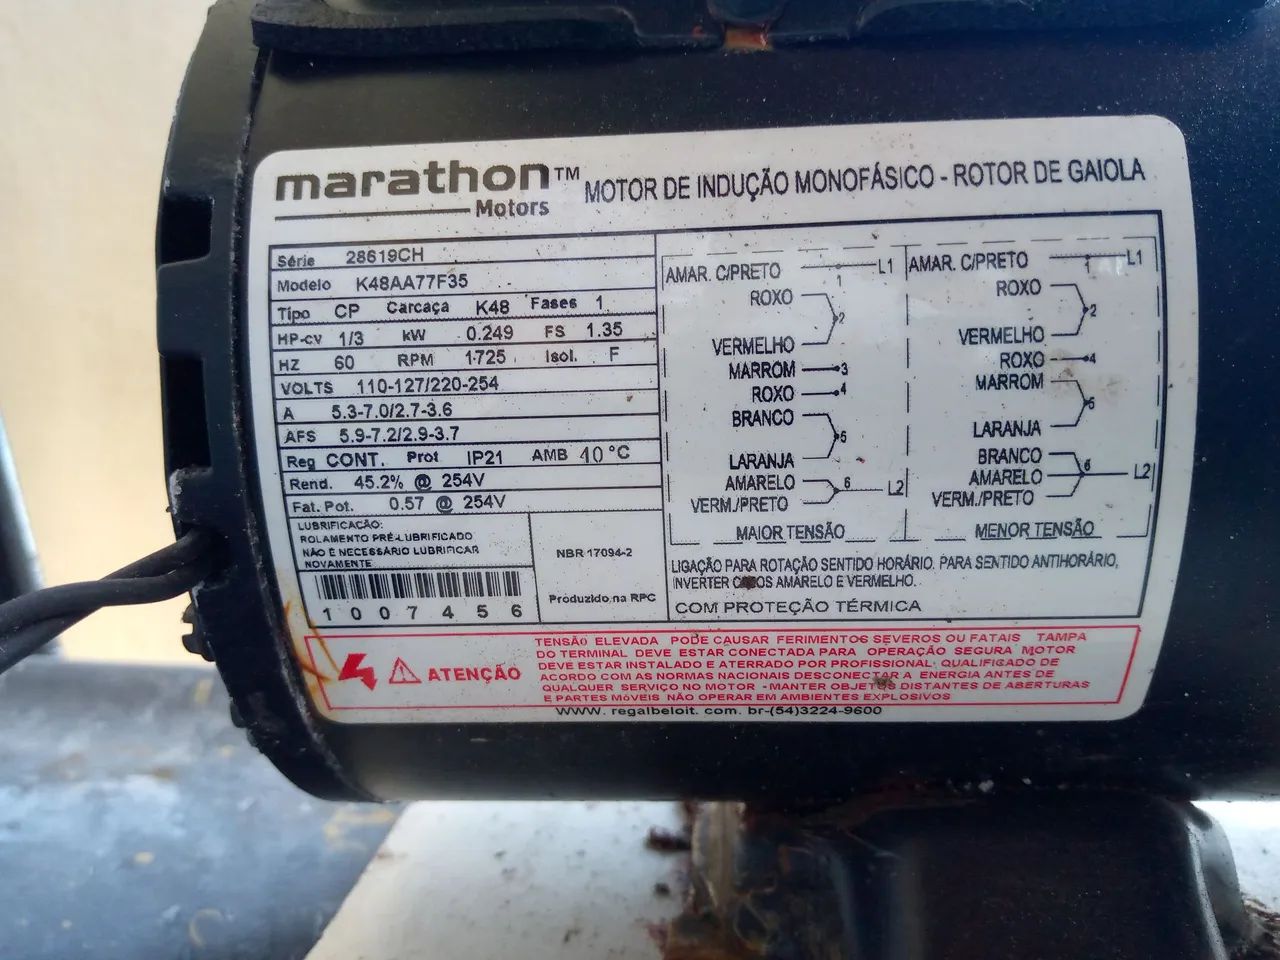 marathon™
Motors
MOTOR DE INDUÇÃO MONOFÁSICO - ROTOR DE GAIOLA
Série 28619CH
Modelo K48AA77F35
Tipo CP Carcaça K48 Fases 1
HP-CV 1/3 kW 0.249 FS 1.35
HZ 60 RPM 1725 Isol. F
VOLTS 110-127/220-254
A 5.3-7.0/2.7-3.6
AFS 5.9-7.2/2.9-3.7
Reg CONT. Prot IP21 AMB 40 °C
Rend. 45.2% @ 254V
Fat. Pot. 0.57 @ 254V
LUBRIFICAÇÃO:
ROLAMENTO PRÉ-LUBRIFICADO
NÃO É NECESSÁRIO LUBRIFICAR
NOVAMENTE
1007456
NBR 17094-2
Produzido na RPC
AMAR. C/PRETO 1 L1
ROXO
2
VERMELHO
MARROM 3
ROXO 4
BRANCO
5
LARANJA
AMARELO 6 L2
VERM./PRETO
MAIOR TENSÃO
AMAR. C/PRETO 1 L1
ROXO
2
VERMELHO
ROXO 4
MARROM
5
LARANJA
BRANCO
AMARELO 6 L2
VERM./PRETO
MENOR TENSÃO
LIGAÇÃO PARA ROTAÇÃO SENTIDO HORÁRIO. PARA SENTIDO ANTIHORÁRIO,
INVERTER CABOS AMARELO E VERMELHO.
COM PROTEÇÃO TÉRMICA
ATENÇÃO
TENSÃO ELEVADA PODE CAUSAR FERIMENTOS SEVEROS OU FATAIS TAMPA
DO TERMINAL DEVE ESTAR CONECTADA PARA OPERAÇÃO SEGURA MOTOR
DEVE ESTAR INSTALADO E ATERRADO POR PROFISSIONAL QUALIFICADO DE
ACORDO COM AS NORMAS NACIONAIS DESCONECTAR A ENERGIA ANTES DE
QUALQUER SERVIÇO NO MOTOR - MANTER OBJETOS DISTANTES DE ABERTURAS
E PARTES MÓVEIS NÃO OPERAR EM AMBIENTES EXPLOSIVOS
www. regalbeloit. com. br-(54)3224-9600